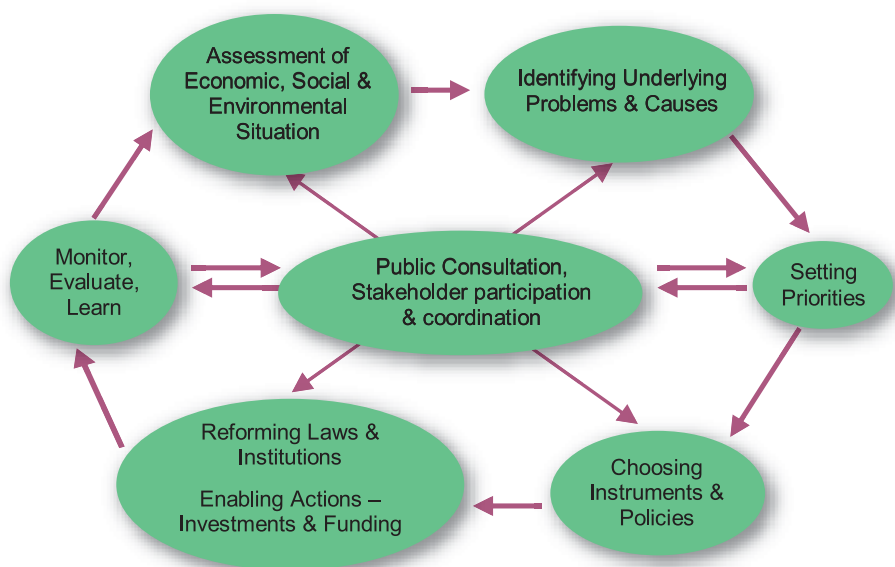 Assessment of
Economic, Social &
Environmental
Situation
Identifying Underlying
Problems & Causes
Monitor,
Evaluate,
Learn
Public Consultation,
Stakeholder participation
& coordination
Setting
Priorities
Reforming Laws &
Institutions
Enabling Actions –
Investments & Funding
Choosing
Instruments &
Policies